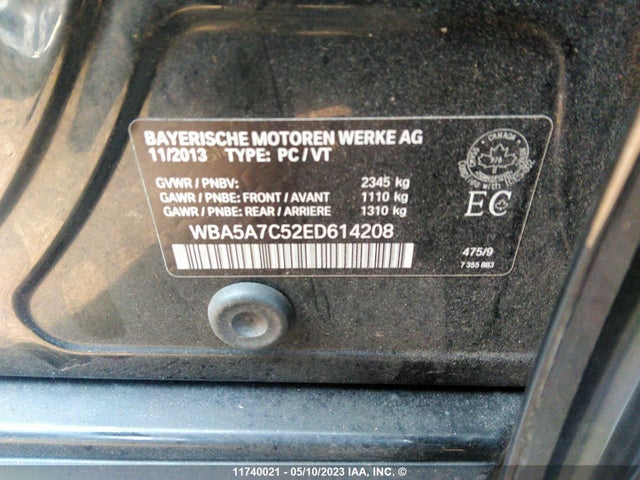 BAYERISCHE MOTOREN WERKE AG
11/2013 TYPE: PC/VT
GVWR / PNBV: 2345 kg
GAWR / PNBE: FRONT / AVANT 1110 kg
GAWR / PNBE: REAR / ARRIERE 1310 kg
WBA5A7C52ED614208
CANADA
978
EC
475/9
7 355 883
11740021 - 05/10/2023 IAA, INC. ©